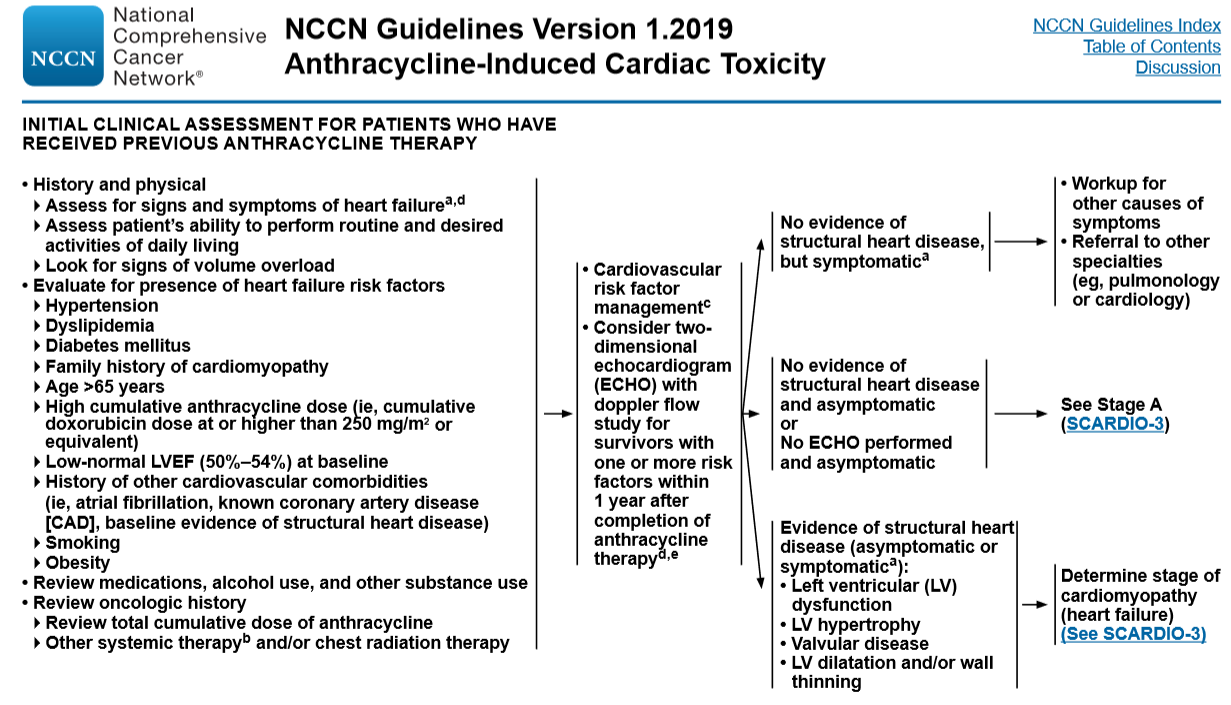 National
Comprehensive
NCCN Cancer
Network®
NCCN Guidelines Version 1.2019
Anthracycline-Induced Cardiac Toxicity
NCCN Guidelines Index
Table of Contents
Discussion
INITIAL CLINICAL ASSESSMENT FOR PATIENTS WHO HAVE
RECEIVED PREVIOUS ANTHRACYCLINE THERAPY
• History and physical
Assess for signs and symptoms of heart failurea,d
Assess patient's ability to perform routine and desired
activities of daily living
Look for signs of volume overload
• Evaluate for presence of heart failure risk factors
Hypertension
Dyslipidemia
Diabetes mellitus
Family history of cardiomyopathy
Age >65 years
High cumulative anthracycline dose (ie, cumulative
doxorubicin dose at or higher than 250 mg/m² or
equivalent)
Low-normal LVEF (50%–54%) at baseline
History of other cardiovascular comorbidities
(ie, atrial fibrillation, known coronary artery disease
[CAD], baseline evidence of structural heart disease)
Smoking
Obesity
• Review medications, alcohol use, and other substance use
• Review oncologic history
Review total cumulative dose of anthracycline
Other systemic therapyb and/or chest radiation therapy
• Cardiovascular
risk factor
managementc
• Consider two-
dimensional
echocardiogram
(ECHO) with
doppler flow
study for
survivors with
one or more risk
factors within
1 year after
completion of
anthracycline
therapyd,e
No evidence of
structural heart disease,
but symptomatica
• Workup for
other causes of
symptoms
• Referral to other
specialties
(eg, pulmonology
or cardiology)
No evidence of
structural heart disease
and asymptomatic
or
No ECHO performed
and asymptomatic
See Stage A
(SCARDIO-3)
Evidence of structural heart
disease (asymptomatic or
symptomatica):
• Left ventricular (LV)
dysfunction
• LV hypertrophy
• Valvular disease
• LV dilatation and/or wall
thinning
Determine stage of
cardiomyopathy
(heart failure)
(See SCARDIO-3)